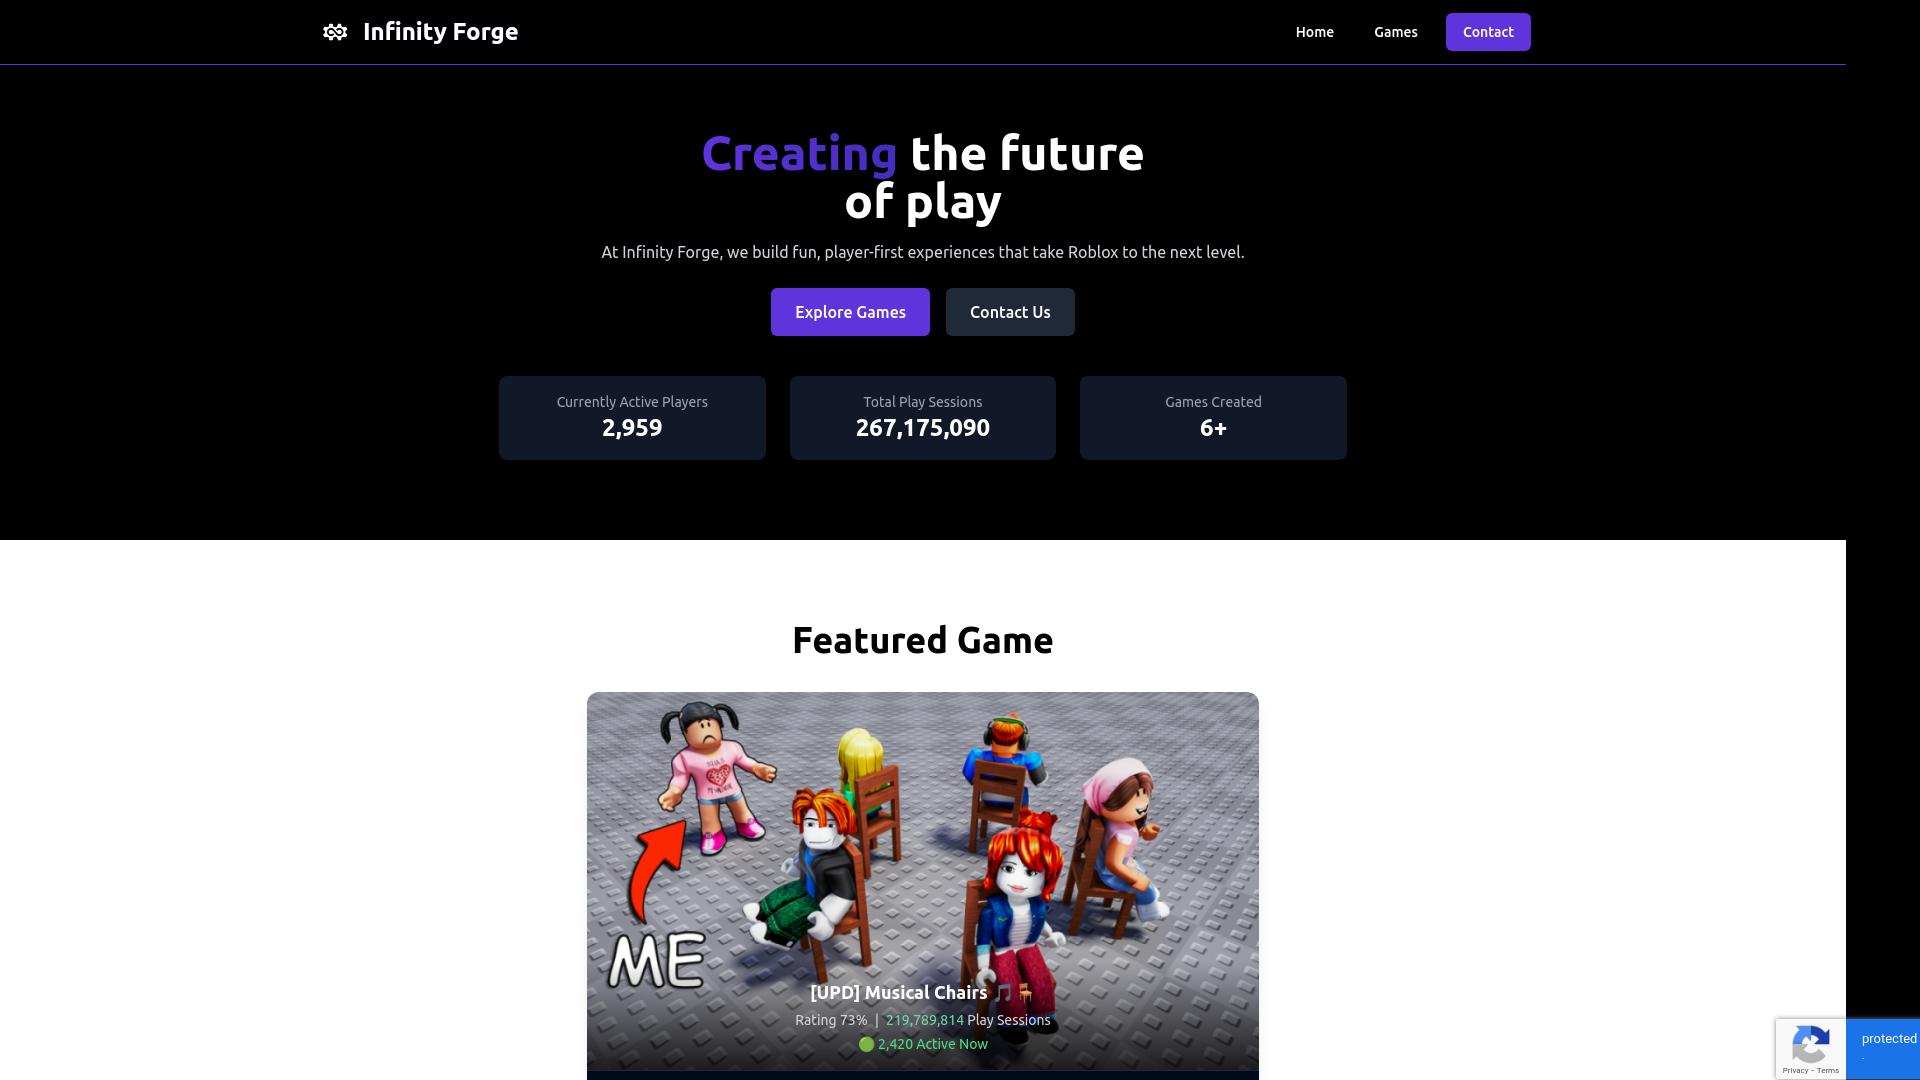 Infinity Forge
Home
Games
Contact
Creating the future
of play
At Infinity Forge, we build fun, player-first experiences that take Roblox to the next level.
Explore Games
Contact Us
Currently Active Players
2,959
Total Play Sessions
267,175,090
Games Created
6+
Featured Game
ME
[UPD] Musical Chairs 🎵🪑
Rating 73% | 219,789,814 Play Sessions
🟢 2,420 Active Now
protected
Privacy - Terms